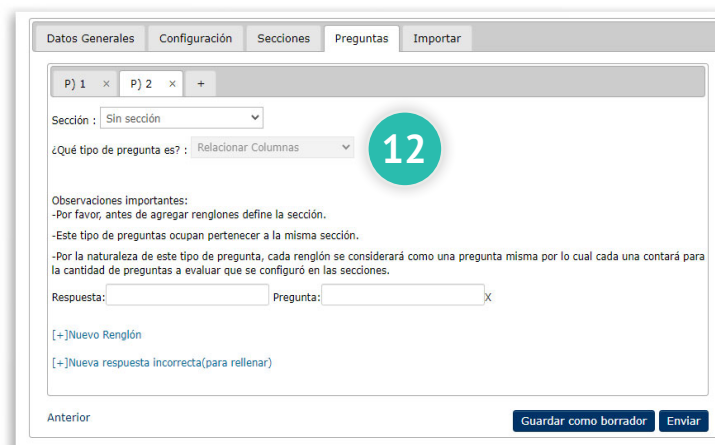 Datos Generales Configuración Secciones Preguntas Importar
P) 1 × P) 2 × +
Sección : Sin sección
¿Qué tipo de pregunta es? : Relacionar Columnas
12
Observaciones importantes:
-Por favor, antes de agregar renglones define la sección.
-Este tipo de preguntas ocupan pertenecer a la misma sección.
-Por la naturaleza de este tipo de pregunta, cada renglón se considerará como una pregunta misma por lo cual cada una contará para
la cantidad de preguntas a evaluar que se configuró en las secciones.
Respuesta: Pregunta: X
[+]Nuevo Renglón
[+]Nueva respuesta incorrecta(para rellenar)
Anterior Guardar como borrador Enviar